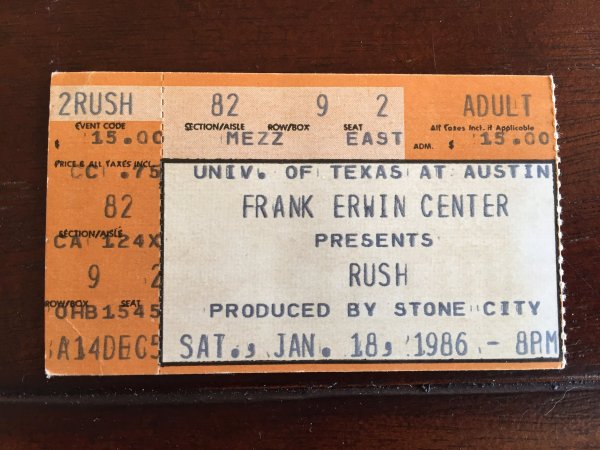 2RUSH 82 9 2 ADULT
EVENT CODE SECTION/AISLE ROW/BOX SEAT All Taxes Incl. if Applicable
$ 15.00 MEZZ EAST ADM. $ 15.00
PRICE & ALL TAXES INCL.
CC .75
82
SECTION/AISLE
CA 124X
9 2
ROW/BOX SEAT
OHB1545
A14DEC5
UNIV. OF TEXAS AT AUSTIN
FRANK ERWIN CENTER
PRESENTS
RUSH
PRODUCED BY STONE CITY
SAT., JAN. 18, 1986 - 8PM